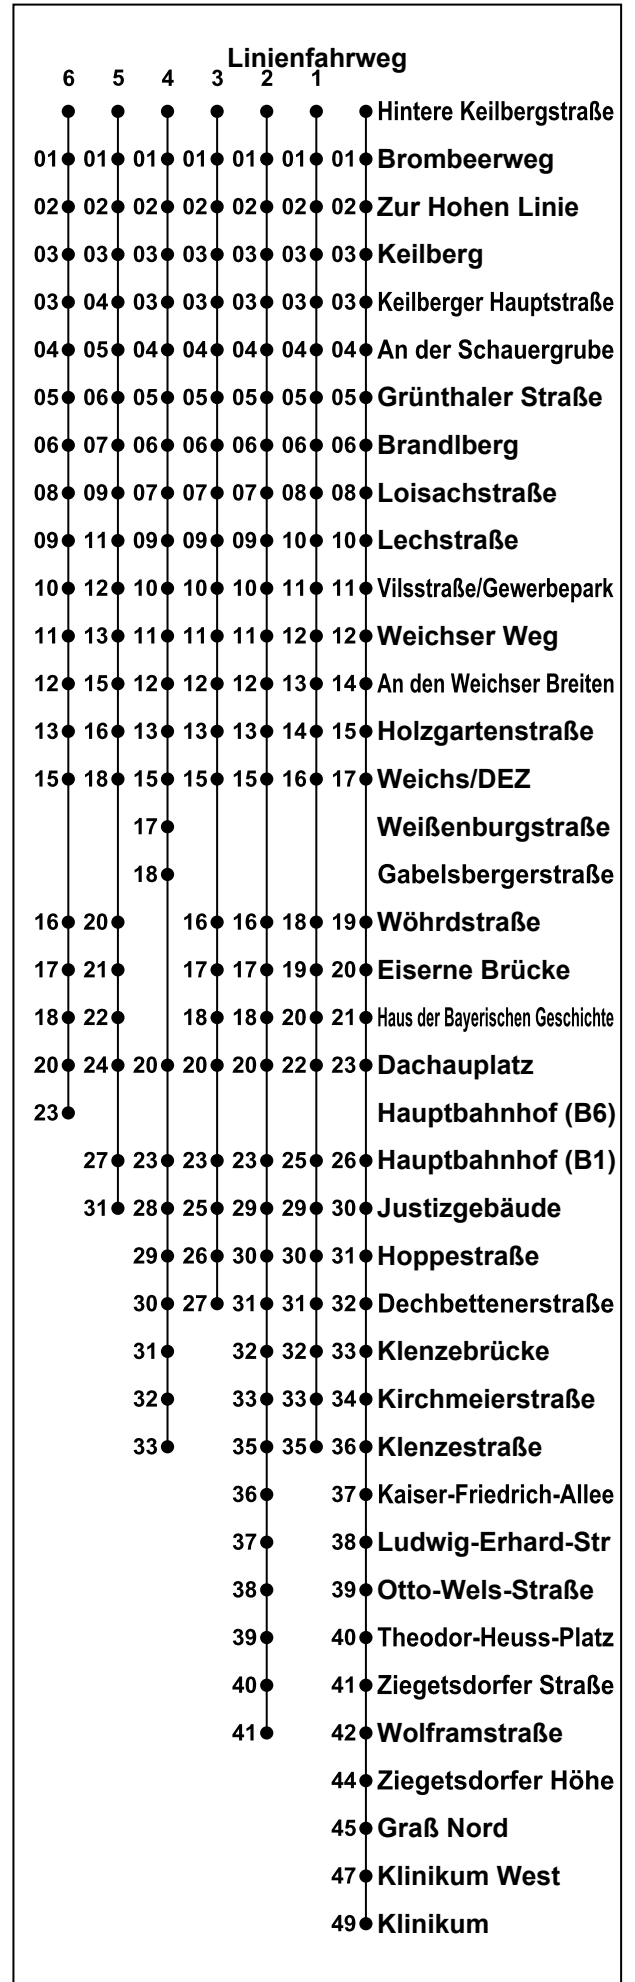 Linienfahrweg
6 5 4 3 2 1
Hintere Keilbergstraße
01 01 01 01 01 01 01 Brombeerweg
02 02 02 02 02 02 02 Zur Hohen Linie
03 03 03 03 03 03 03 Keilberg
03 04 03 03 03 03 03 Keilberger Hauptstraße
04 05 04 04 04 04 04 An der Schauergrube
05 06 05 05 05 05 05 Grünthaler Straße
06 07 06 06 06 06 06 Brandlberg
08 09 07 07 07 08 08 Loisachstraße
09 11 09 09 09 10 10 Lechstraße
10 12 10 10 10 11 11 Vilsstraße/Gewerbepark
11 13 11 11 11 12 12 Weichser Weg
12 15 12 12 12 13 14 An den Weichser Breiten
13 16 13 13 13 14 15 Holzgartenstraße
15 18 15 15 15 16 17 Weichs/DEZ
17 Weißenburgstraße
18 Gabelsbergerstraße
16 20 16 16 18 19 Wöhrdstraße
17 21 17 17 19 20 Eiserne Brücke
18 22 18 18 20 21 Haus der Bayerischen Geschichte
20 24 20 20 20 22 23 Dachauplatz
23 Hauptbahnhof (B6)
27 23 23 23 25 26 Hauptbahnhof (B1)
31 28 25 29 29 30 Justizgebäude
29 26 30 30 31 Hoppestraße
30 27 31 31 32 Dechbettenerstraße
31 32 32 33 Klenzebrücke
32 33 33 34 Kirchmeierstraße
33 35 35 36 Klenzestraße
36 37 Kaiser-Friedrich-Allee
37 38 Ludwig-Erhard-Str
38 39 Otto-Wels-Straße
39 40 Theodor-Heuss-Platz
40 41 Ziegetsdorfer Straße
41 42 Wolframstraße
44 Ziegetsdorfer Höhe
45 Graß Nord
47 Klinikum West
49 Klinikum